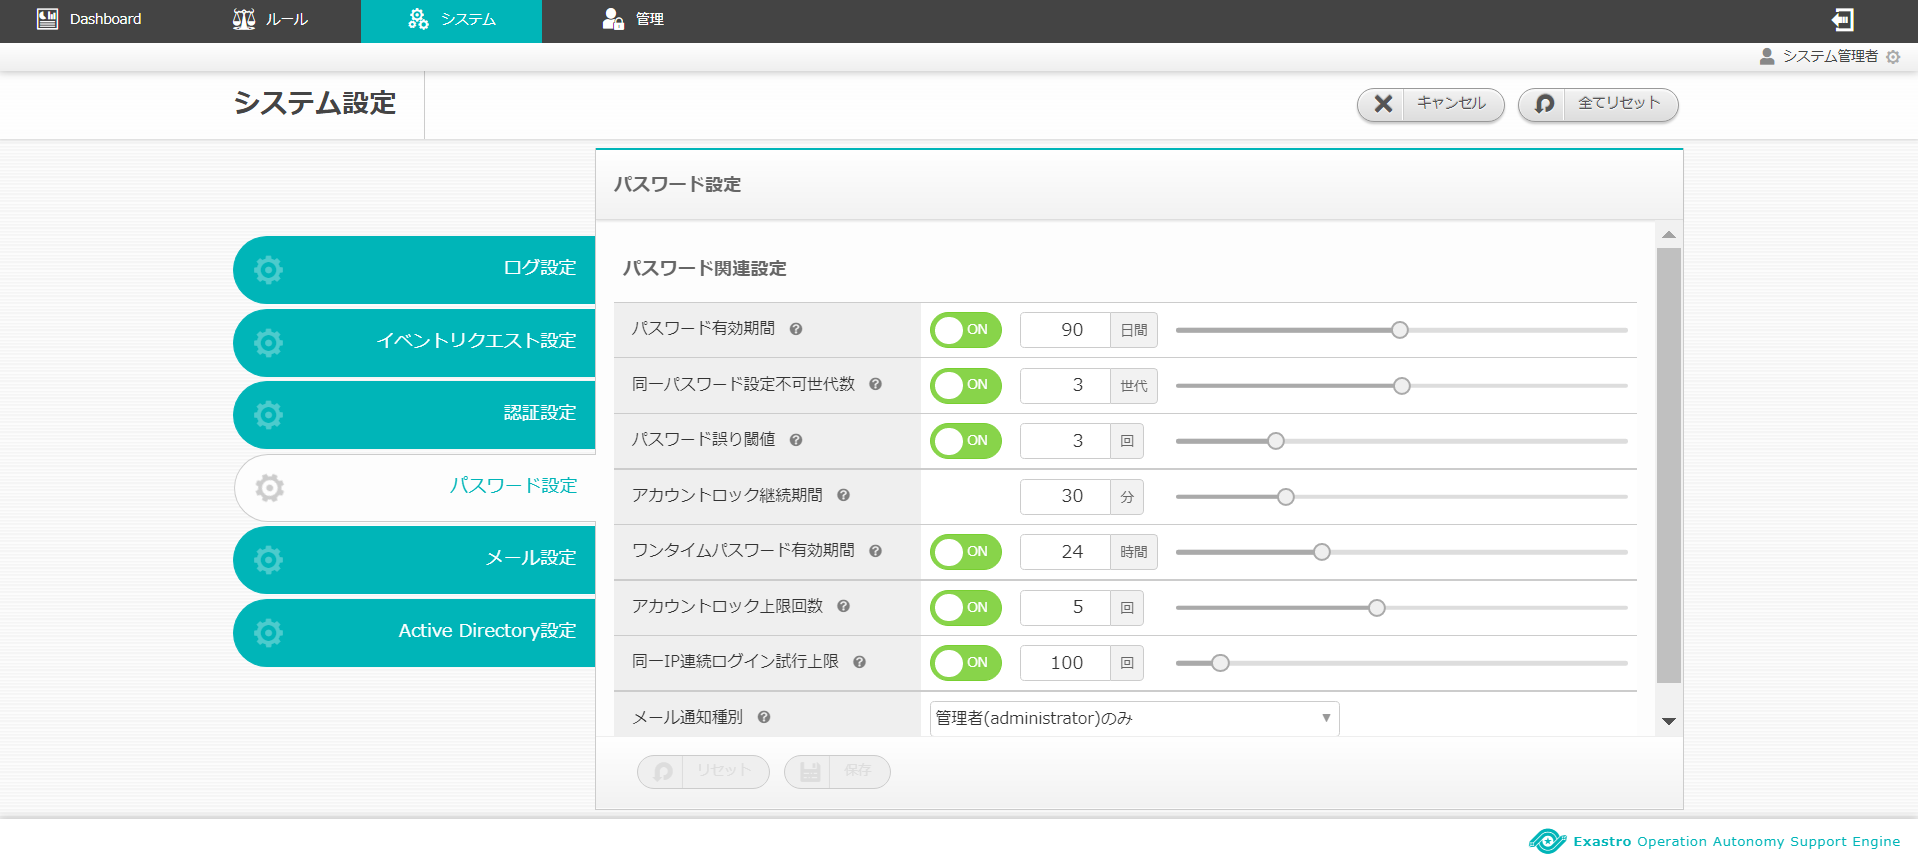 Dashboard
ルール
システム
管理
システム管理者
システム設定
キャンセル
全てリセット
パスワード設定
ログ設定
イベントリクエスト設定
認証設定
パスワード設定
メール設定
Active Directory設定
パスワード関連設定
パスワード有効期間 ? ON 90 日間
同一パスワード設定不可世代数 ? ON 3 世代
パスワード誤り閾値 ? ON 3 回
アカウントロック継続期間 ? 30 分
ワンタイムパスワード有効期間 ? ON 24 時間
アカウントロック上限回数 ? ON 5 回
同一IP連続ログイン試行上限 ? ON 100 回
メール通知種別 ? 管理者(administrator)のみ
リセット
保存
Exastro Operation Autonomy Support Engine